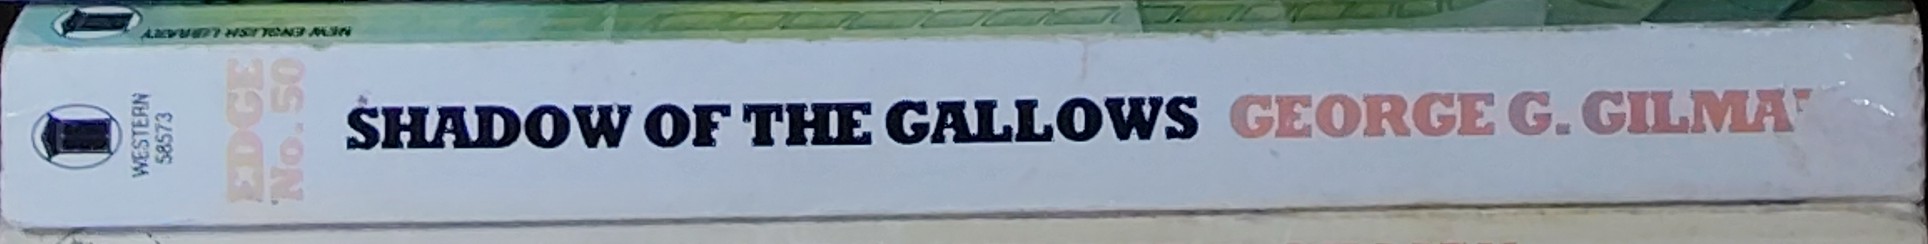 NEW ENGLISH LIBRARY
WESTERN
58573
EDGE
No. 50
SHADOW OF THE GALLOWS GEORGE G. GILMA